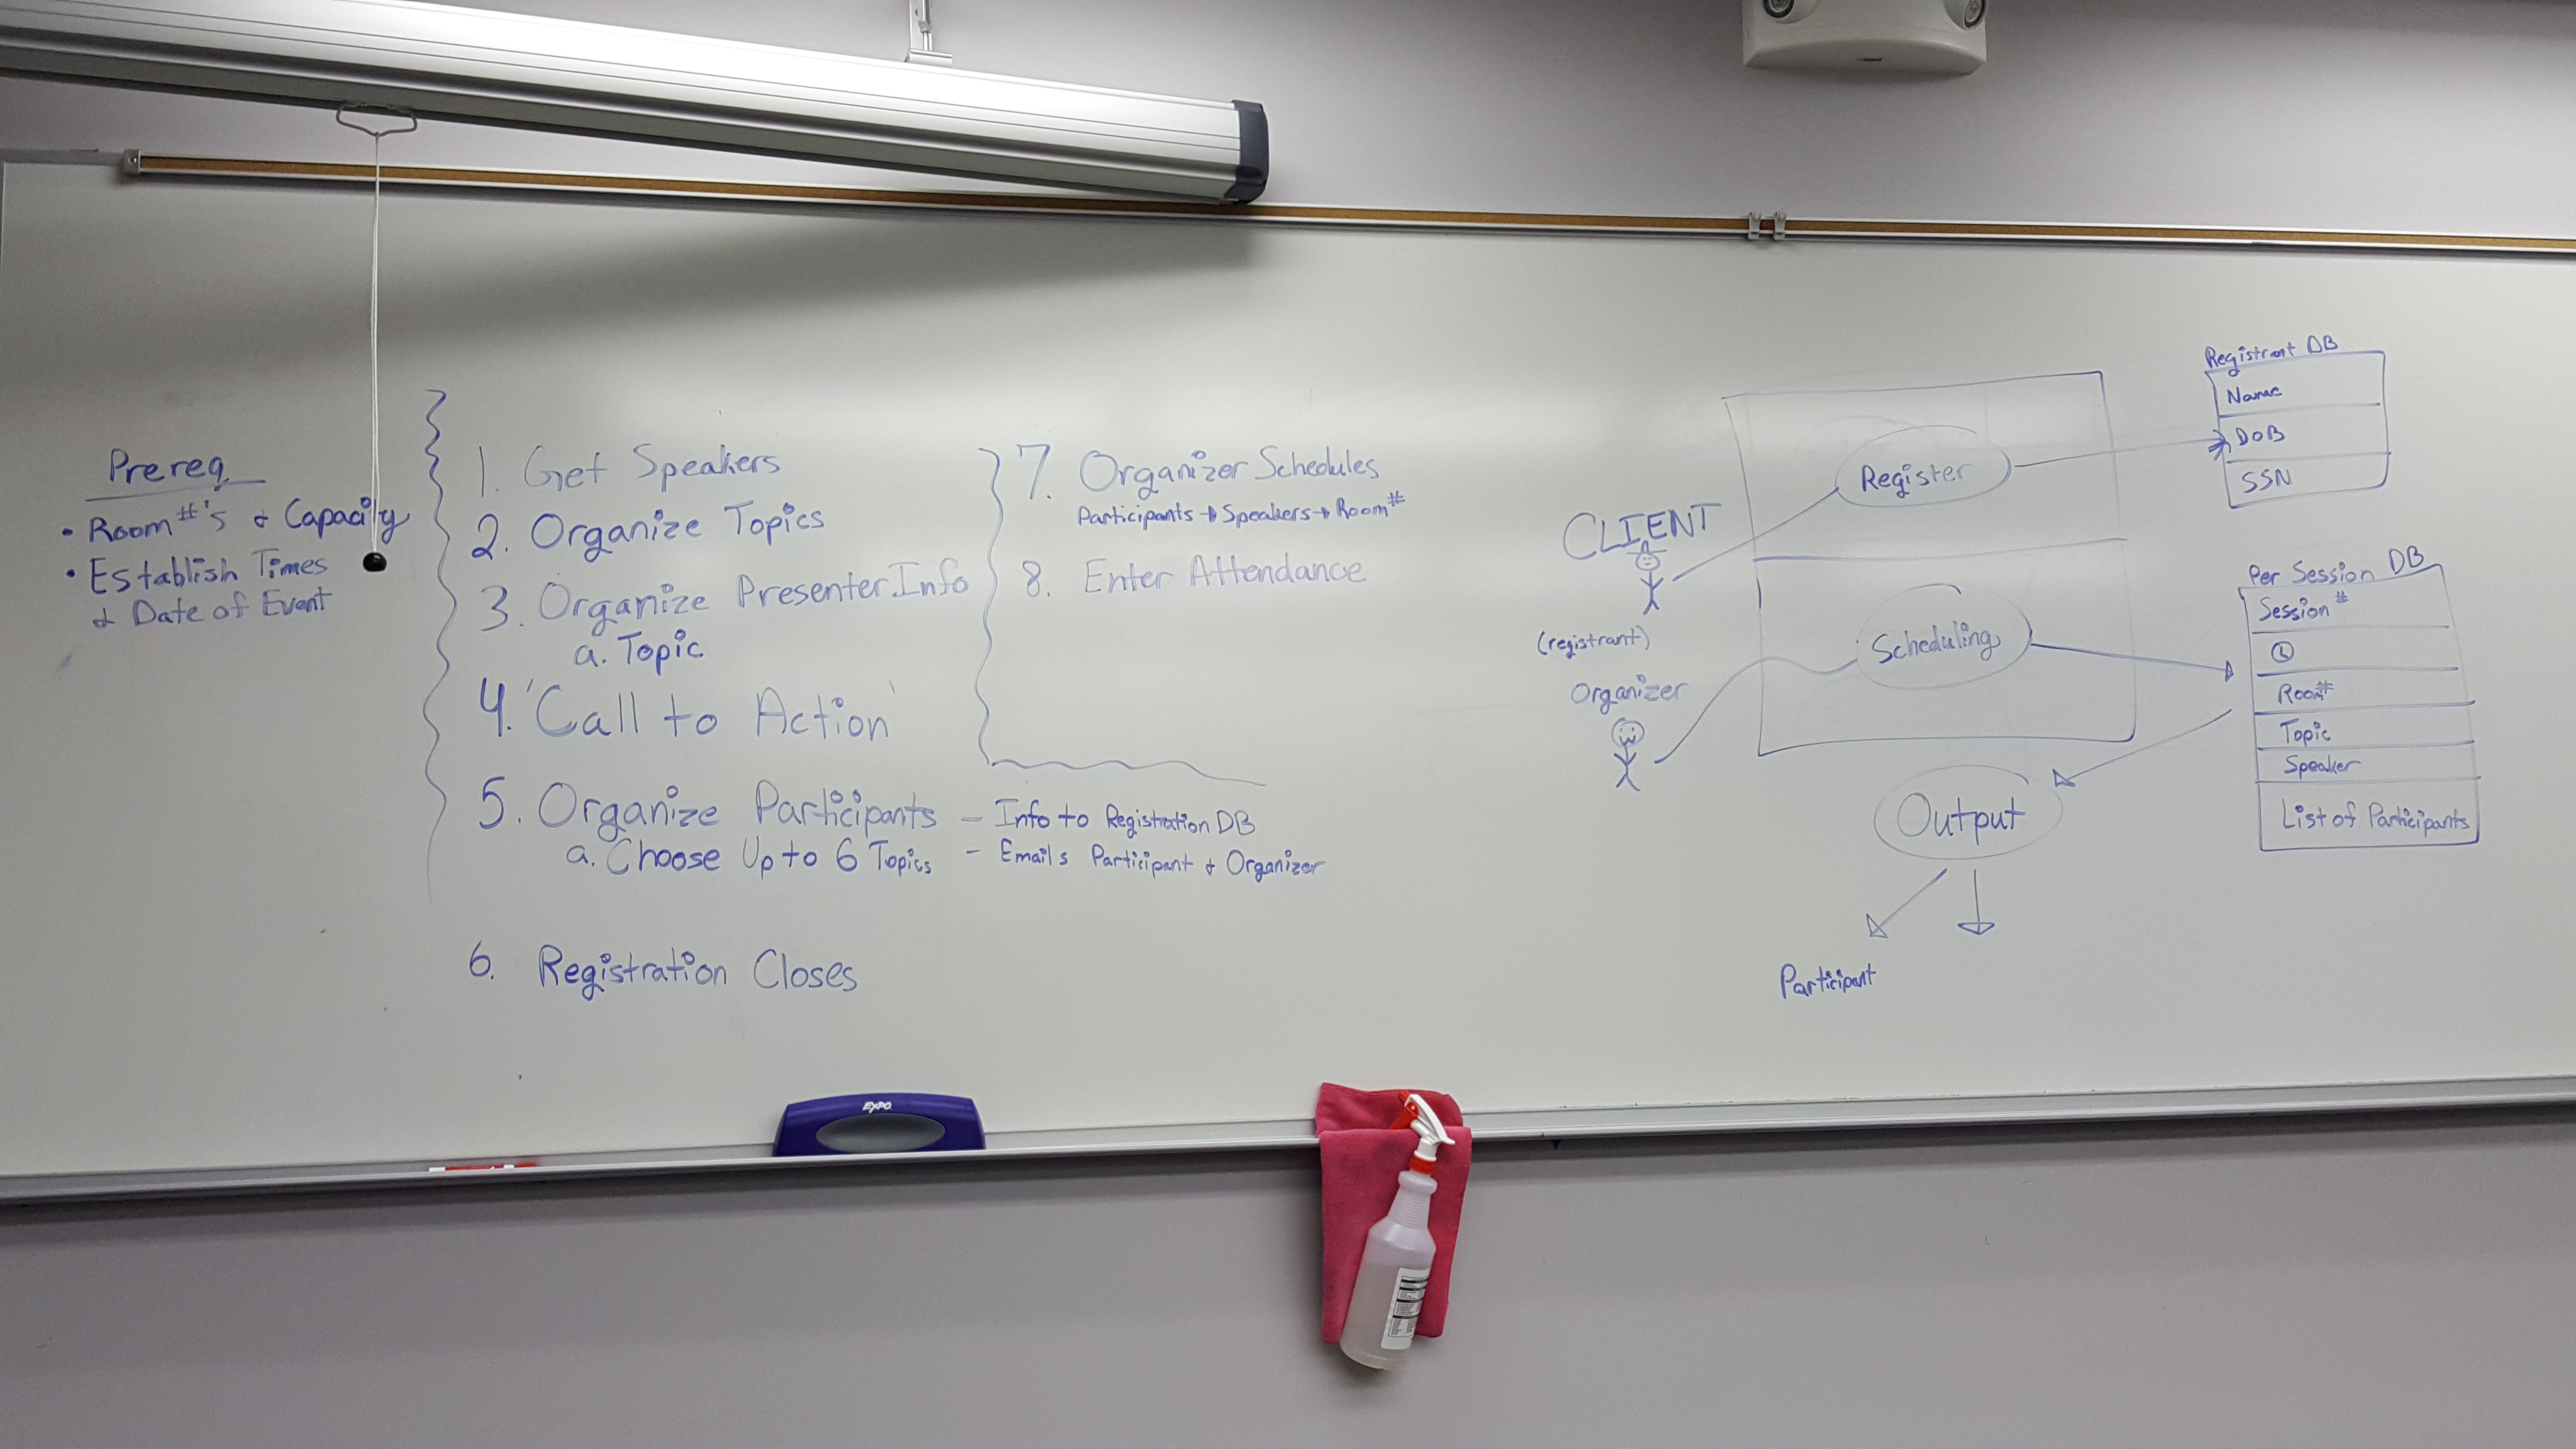 Prereq
• Room #'s & Capacity
• Establish Times
& Date of Event
1. Get Speakers
2. Organize Topics
3. Organize Presenter Info
a. Topic
4. 'Call to Action'
5. Organize Participants - Info to Registration DB
a. Choose Up to 6 Topics - Emails Participant & Organizer
6. Registration Closes
7. Organizer Schedules
Participants → Speakers → Room #
8. Enter Attendance
CLIENT
(registrant)
Organizer
Register
Scheduling
Output
Participant
Registrant DB
Name
DOB
SSN
Per Session DB
Session #
Room #
Topic
Speaker
List of Participants
EXPO